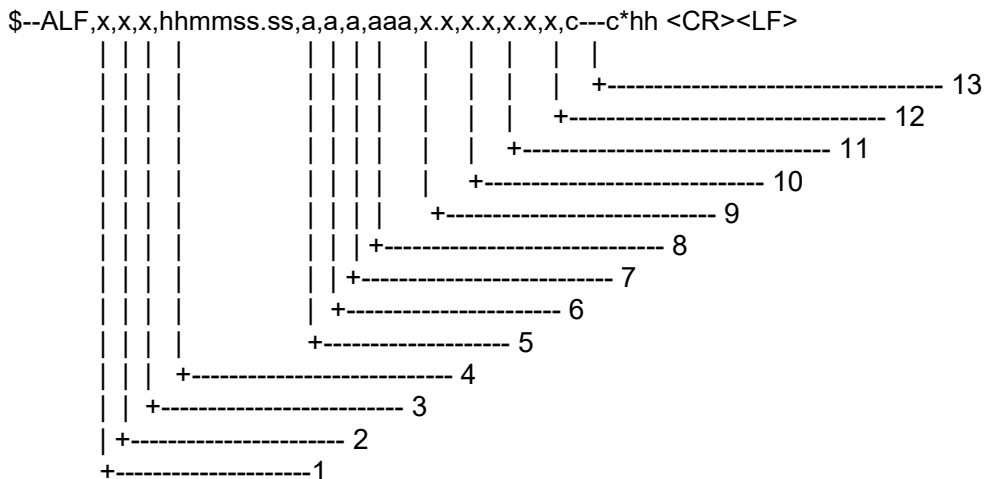 $--ALF,x,x,x,hhmmss.ss,a,a,a,aaa,x.x,x.x,x.x,x,c---c*hh <CR><LF>
| | | | | | | | | | | | |
| | | | | | | | | | | | +----------------------------------- 13
| | | | | | | | | | | +--------------------------------- 12
| | | | | | | | | | +-------------------------------- 11
| | | | | | | | | +------------------------------ 10
| | | | | | | | +------------------------------ 9
| | | | | | | +------------------------------ 8
| | | | | | +---------------------------- 7
| | | | | +----------------------- 6
| | | | +-------------------- 5
| | | +---------------------------- 4
| | +--------------------------- 3
| +----------------------- 2
+---------------------1